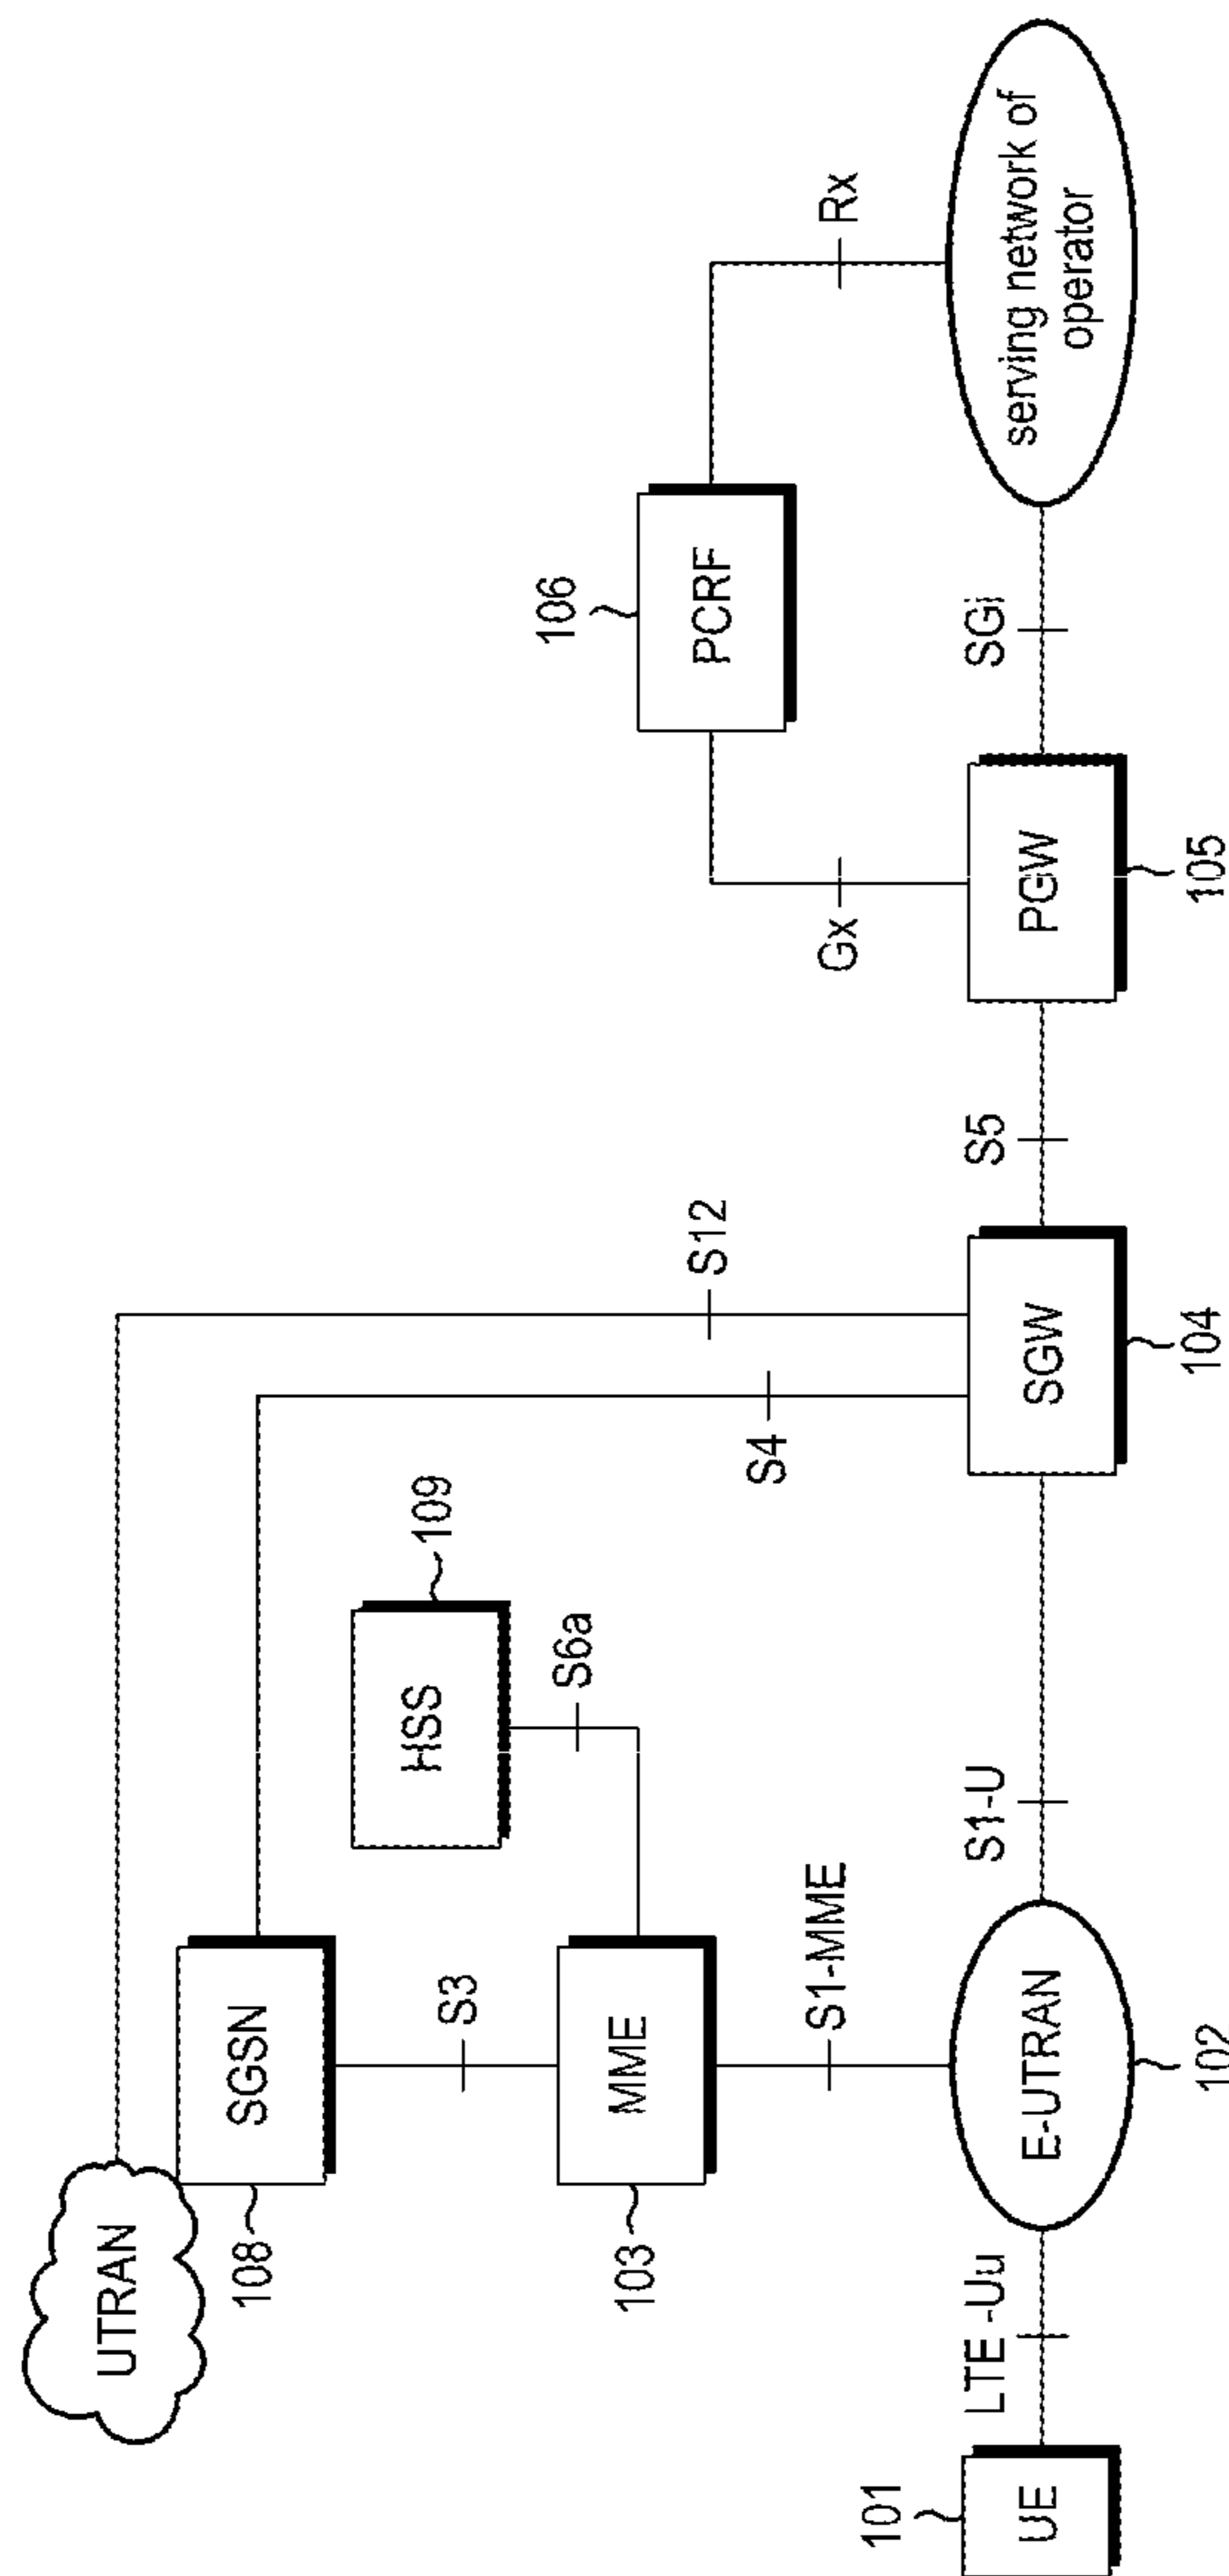 UTRAN
SGSN
108
HSS
109
S3
S6a
S4
S12
MME
103
S1-MME
PCRF
106
Gx
Rx
UE
101
LTE -Uu
E-UTRAN
102
S1-U
SGW
104
S5
PGW
105
SGi
serving network of
operator